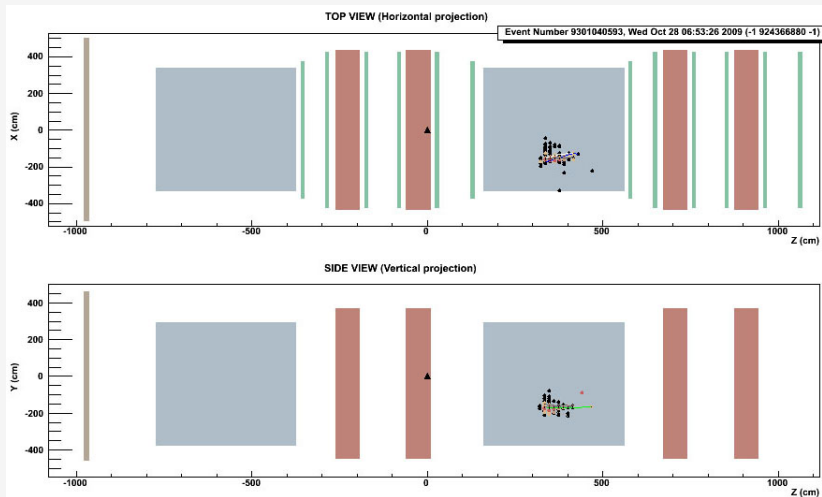 TOP VIEW (Horizontal projection)
Event Number 9301040593, Wed Oct 28 06:53:26 2009 (-1 924366880 -1)
X (cm)
400
200
0
-200
-400
-1000
-500
0
500
1000
Z (cm)
SIDE VIEW (Vertical projection)
Y (cm)
400
200
0
-200
-400
-1000
-500
0
500
1000
Z (cm)